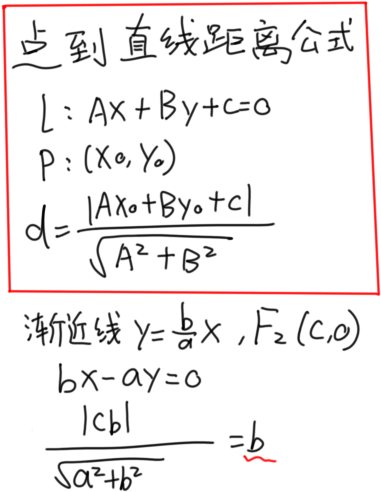 点到直线距离公式
L: Ax+By+c=0
P: (x₀, y₀)
d=|Ax₀+By₀+c|/√A²+B²
渐近线 y=b/a x, F₂(c,0)
bx-ay=0
|cb|/√a²+b² =b